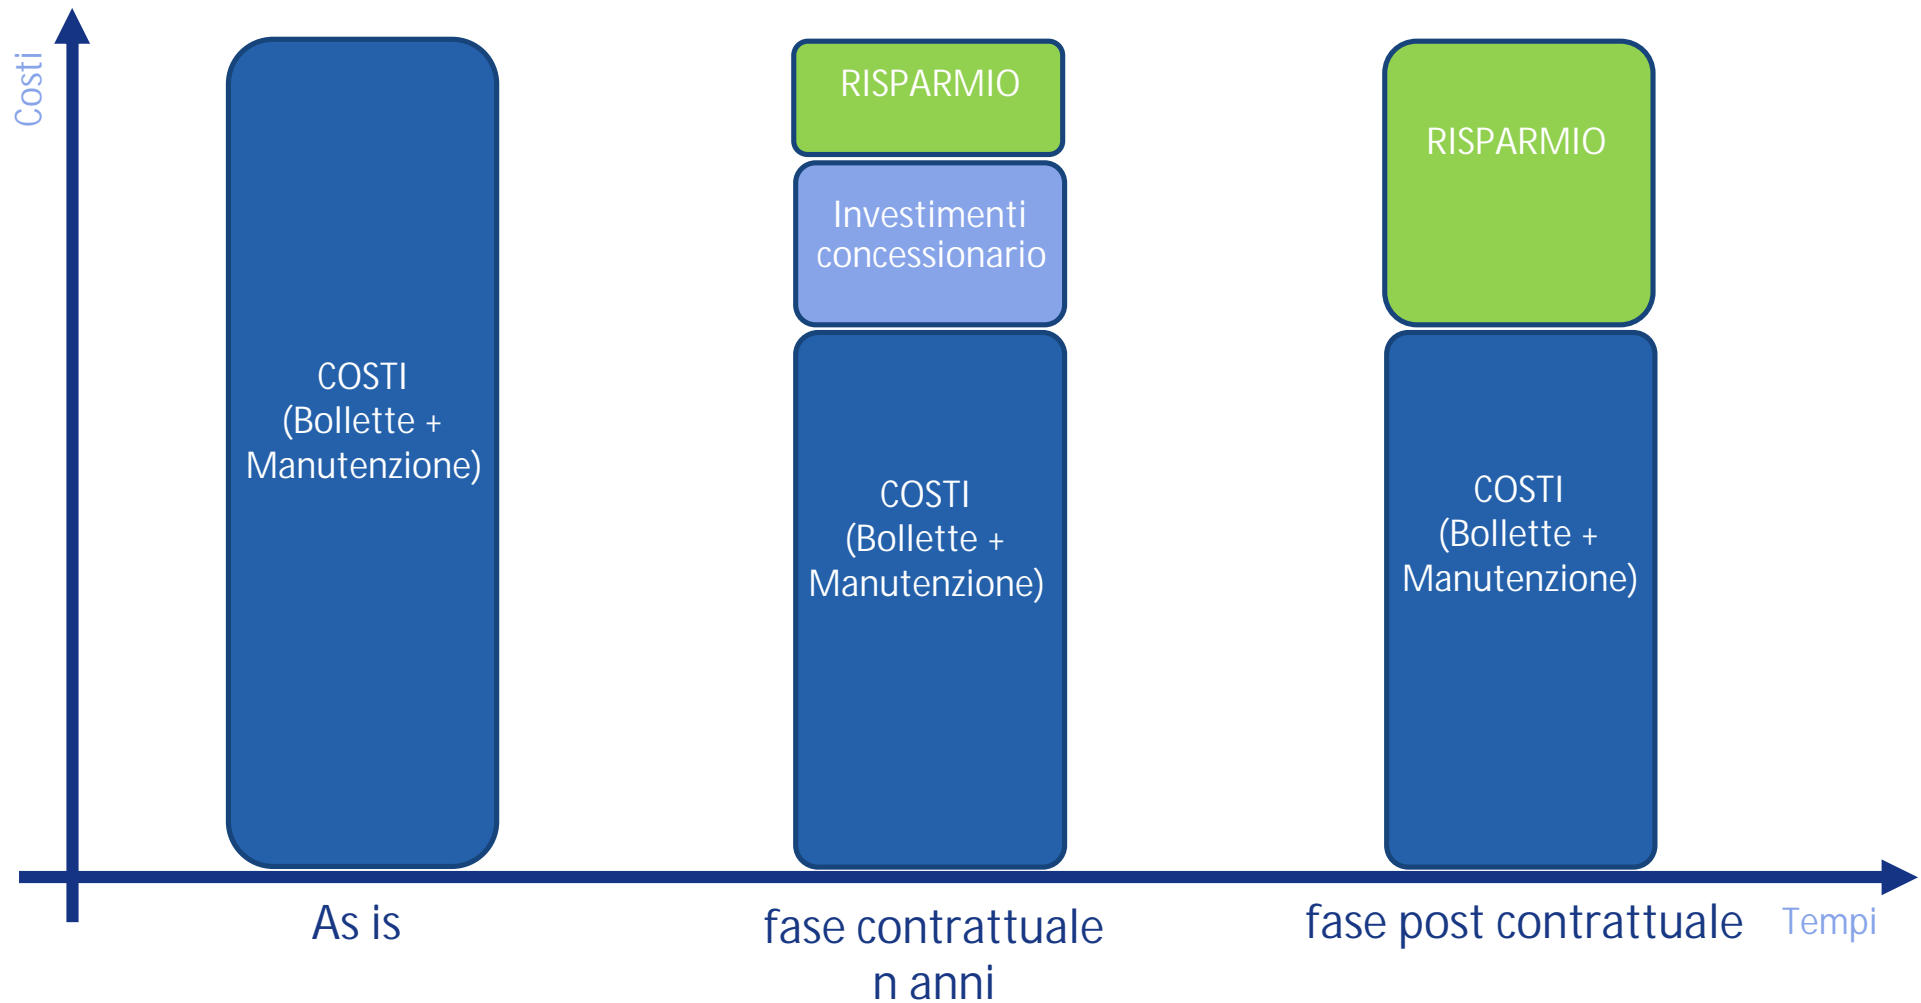 Costi
COSTI
(Bollette +
Manutenzione)
RISPARMIO
Investimenti
concessionario
COSTI
(Bollette +
Manutenzione)
RISPARMIO
COSTI
(Bollette +
Manutenzione)
As is
fase contrattuale
n anni
fase post contrattuale
Tempi